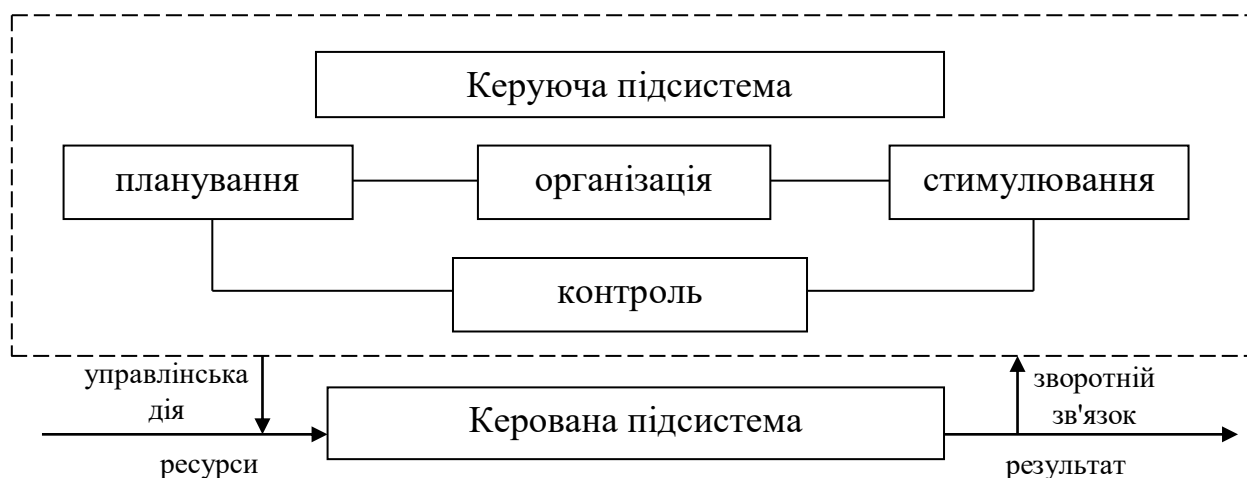 Керуюча підсистема
планування
організація
стимулювання
контроль
управлінська
дія
зворотній
зв'язок
Керована підсистема
ресурси
результат